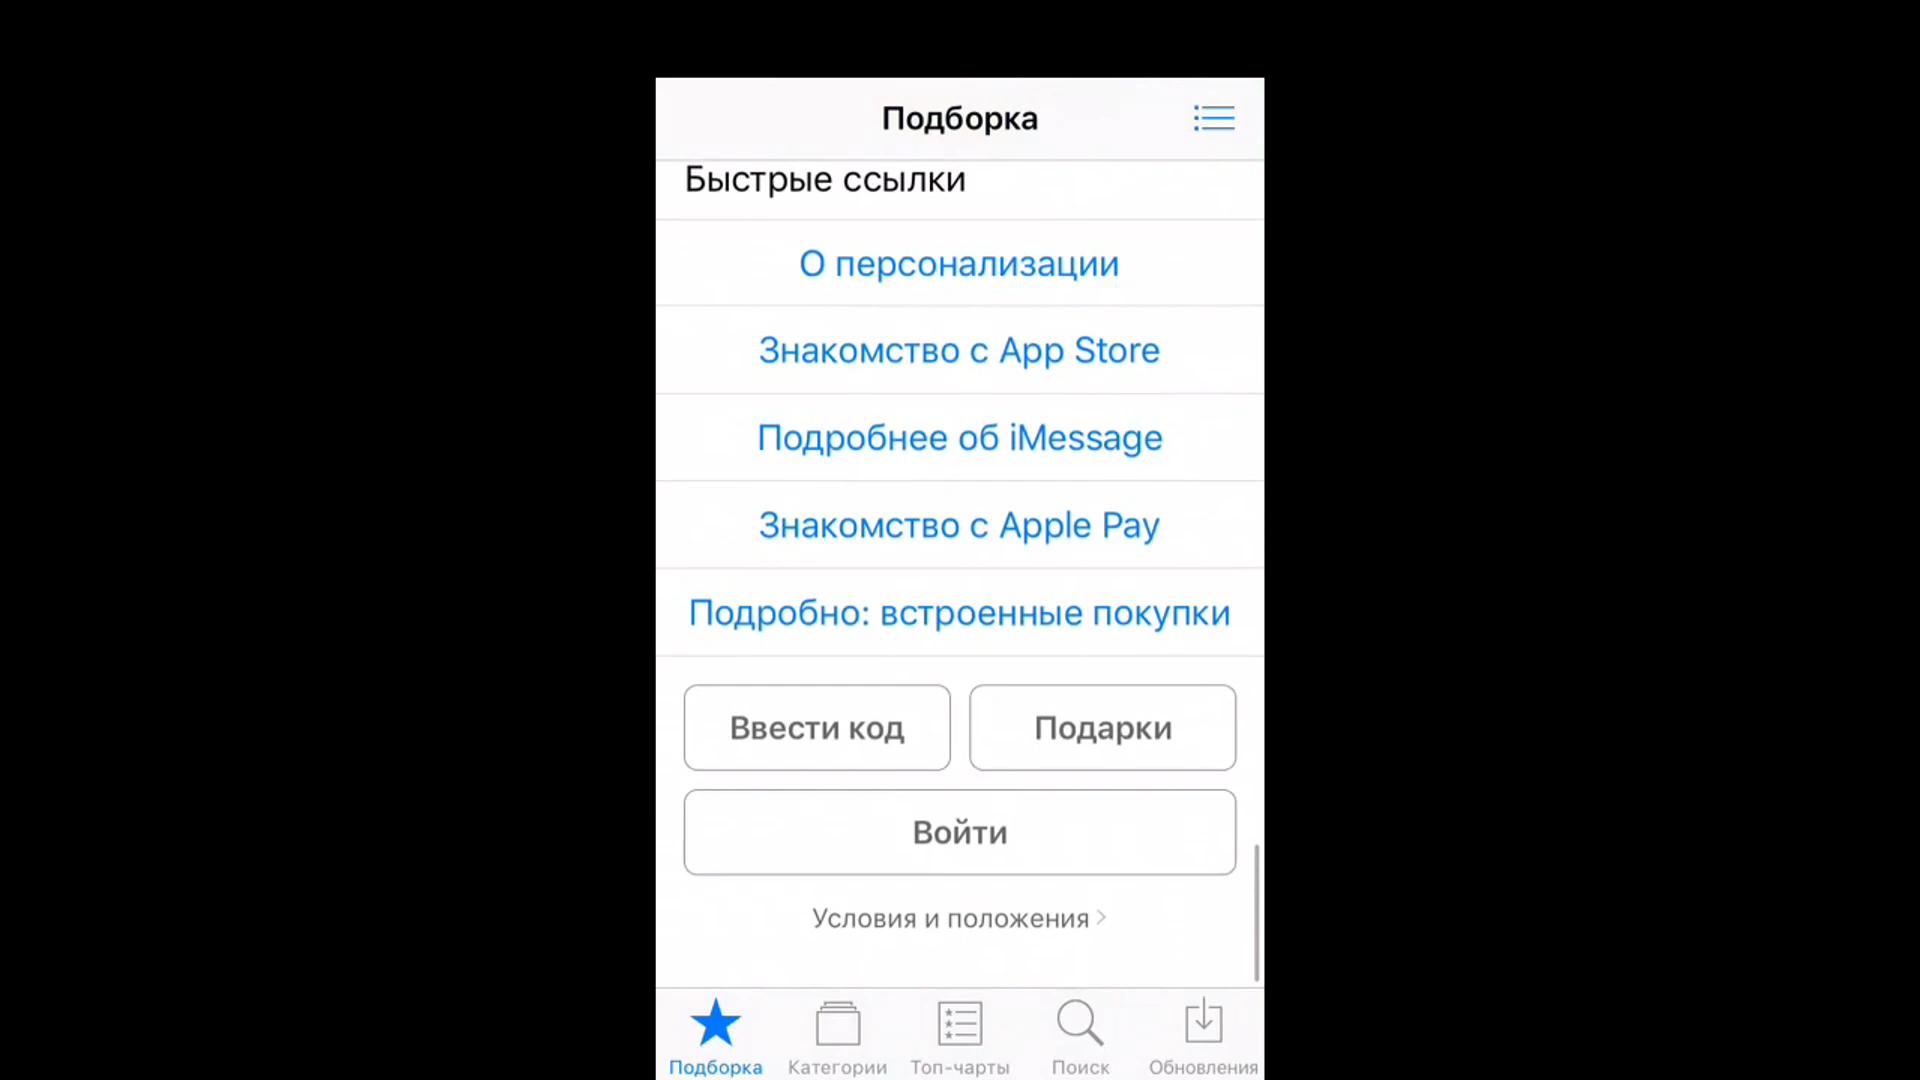 Подборка
Быстрые ссылки
О персонализации
Знакомство с App Store
Подробнее об iMessage
Знакомство с Apple Pay
Подробно: встроенные покупки
Ввести код
Подарки
Войти
Условия и положения
Подборка
Категории
Топ-чарты
Поиск
Обновления